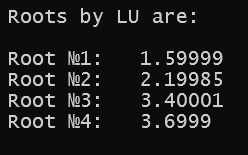 Roots by LU are:
Root №1: 1.59999
Root №2: 2.19985
Root №3: 3.40001
Root №4: 3.6999